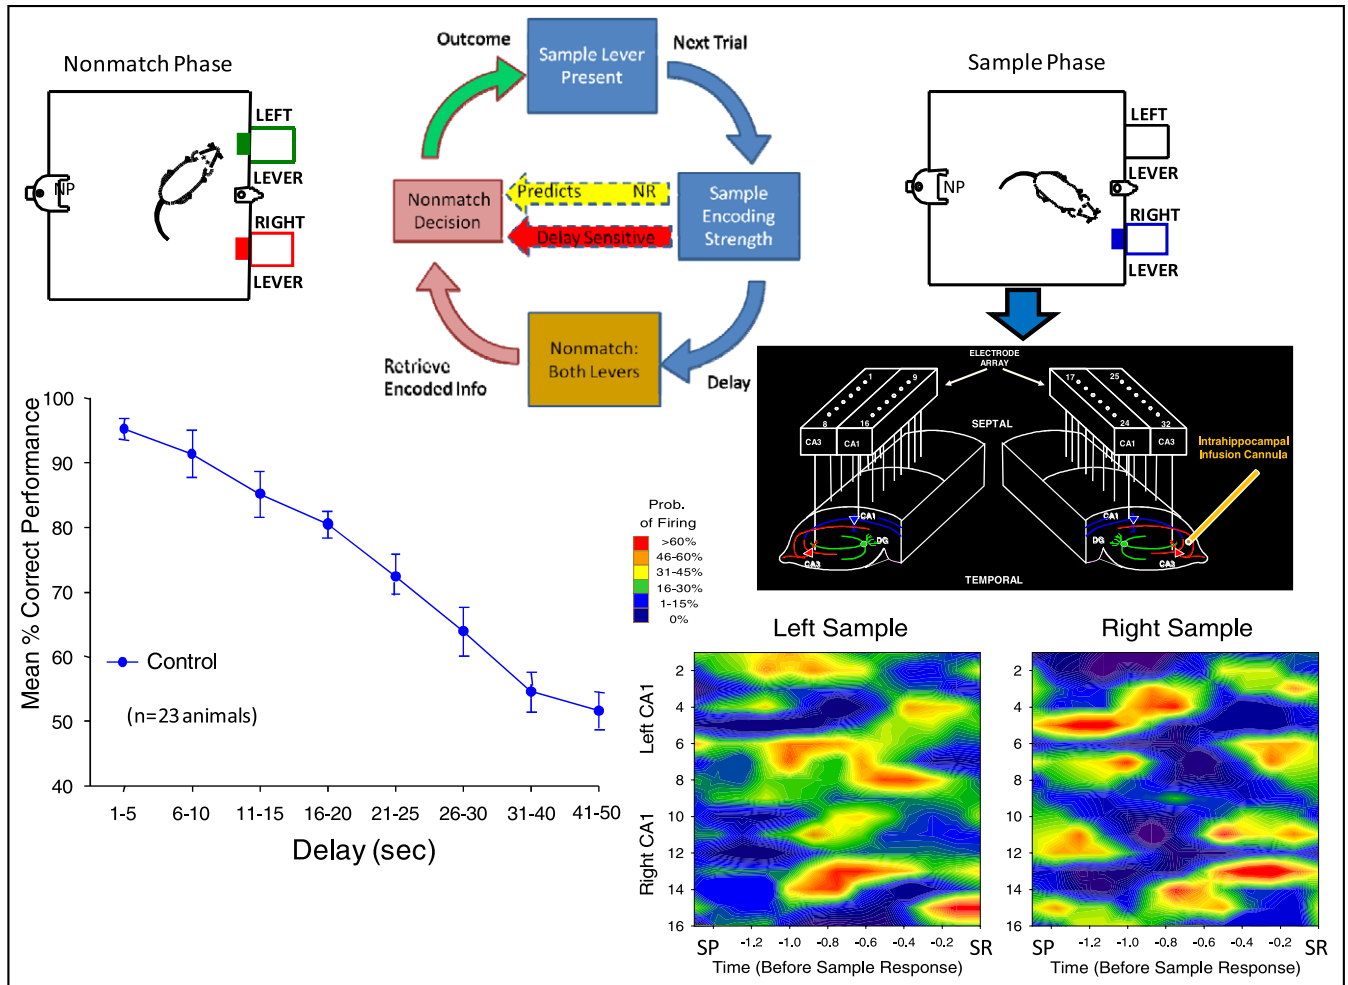 Nonmatch Phase
LEFT
LEVER
NP
RIGHT
LEVER
Outcome
Sample Lever
Present
Next Trial
Nonmatch
Decision
Predicts NR
Delay Sensitive
Sample
Encoding
Strength
Retrieve
Encoded Info
Nonmatch:
Both Levers
Delay
Sample Phase
LEFT
LEVER
NP
RIGHT
LEVER
ELECTRODE
ARRAY
1
9
8
16
CA3
CA1
17
25
24
32
CA1
CA3
SEPTAL
Intrahippocampal
Infusion Cannula
CA1
DG
CA3
CA1
DG
CA3
TEMPORAL
Mean % Correct Performance
100
90
80
70
60
50
40
Control
(n=23 animals)
1-5 6-10 11-15 16-20 21-25 26-30 31-40 41-50
Delay (sec)
Prob.
of Firing
>60%
46-60%
31-45%
16-30%
1-15%
0%
Left Sample
Left CA1
Right CA1
2
4
6
8
10
12
14
16
SP -1.2 -1.0 -0.8 -0.6 -0.4 -0.2 SR
Time (Before Sample Response)
Right Sample
2
4
6
8
10
12
14
16
SP -1.2 -1.0 -0.8 -0.6 -0.4 -0.2 SR
Time (Before Sample Response)